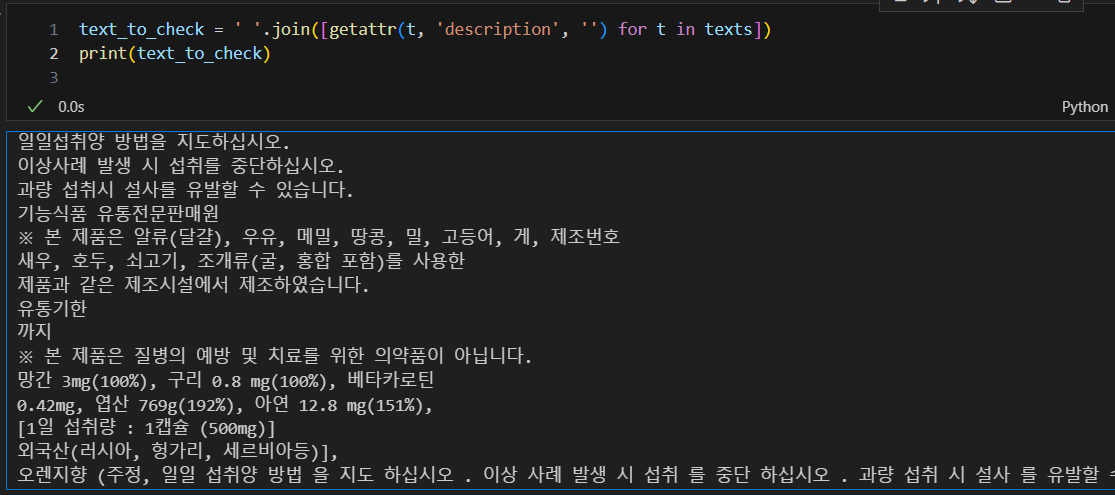 1 text_to_check = ' '.join([getattr(t, 'description', '') for t in texts])
2 print(text_to_check)
3
0.0s
Python
일일섭취양 방법을 지도하십시오.
이상사례 발생 시 섭취를 중단하십시오.
과량 섭취시 설사를 유발할 수 있습니다.
기능식품 유통전문판매원
※ 본 제품은 알류(달걀), 우유, 메밀, 땅콩, 밀, 고등어, 게, 제조번호
새우, 호두, 쇠고기, 조개류(굴, 홍합 포함)를 사용한
제품과 같은 제조시설에서 제조하였습니다.
유통기한
까지
※ 본 제품은 질병의 예방 및 치료를 위한 의약품이 아닙니다.
망간 3mg(100%), 구리 0.8 mg(100%), 베타카로틴
0.42mg, 엽산 769g(192%), 아연 12.8 mg(151%),
[1일 섭취량 : 1캡슐 (500mg)]
외국산(러시아, 헝가리, 세르비아등)],
오렌지향 (주정, 일일 섭취양 방법 을 지도 하십시오 . 이상 사례 발생 시 섭취 를 중단 하십시오 . 과량 섭취 시 설사 를 유발할